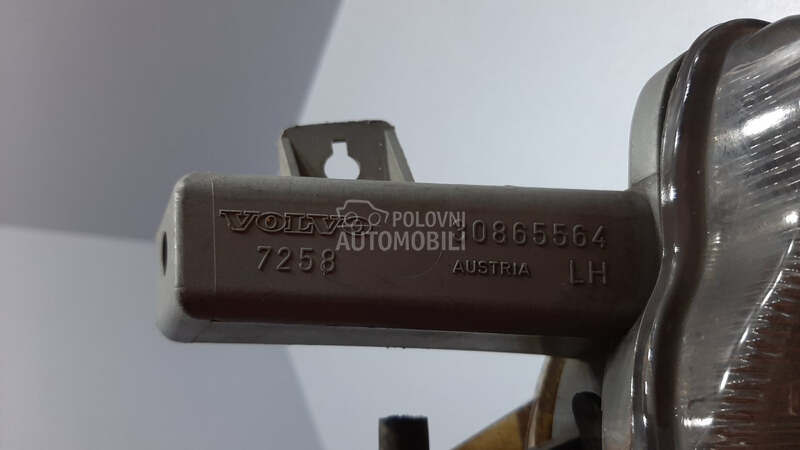 VOLVO 30865564
7258 AUSTRIA LH
POLOVNI
AUTOMOBILI